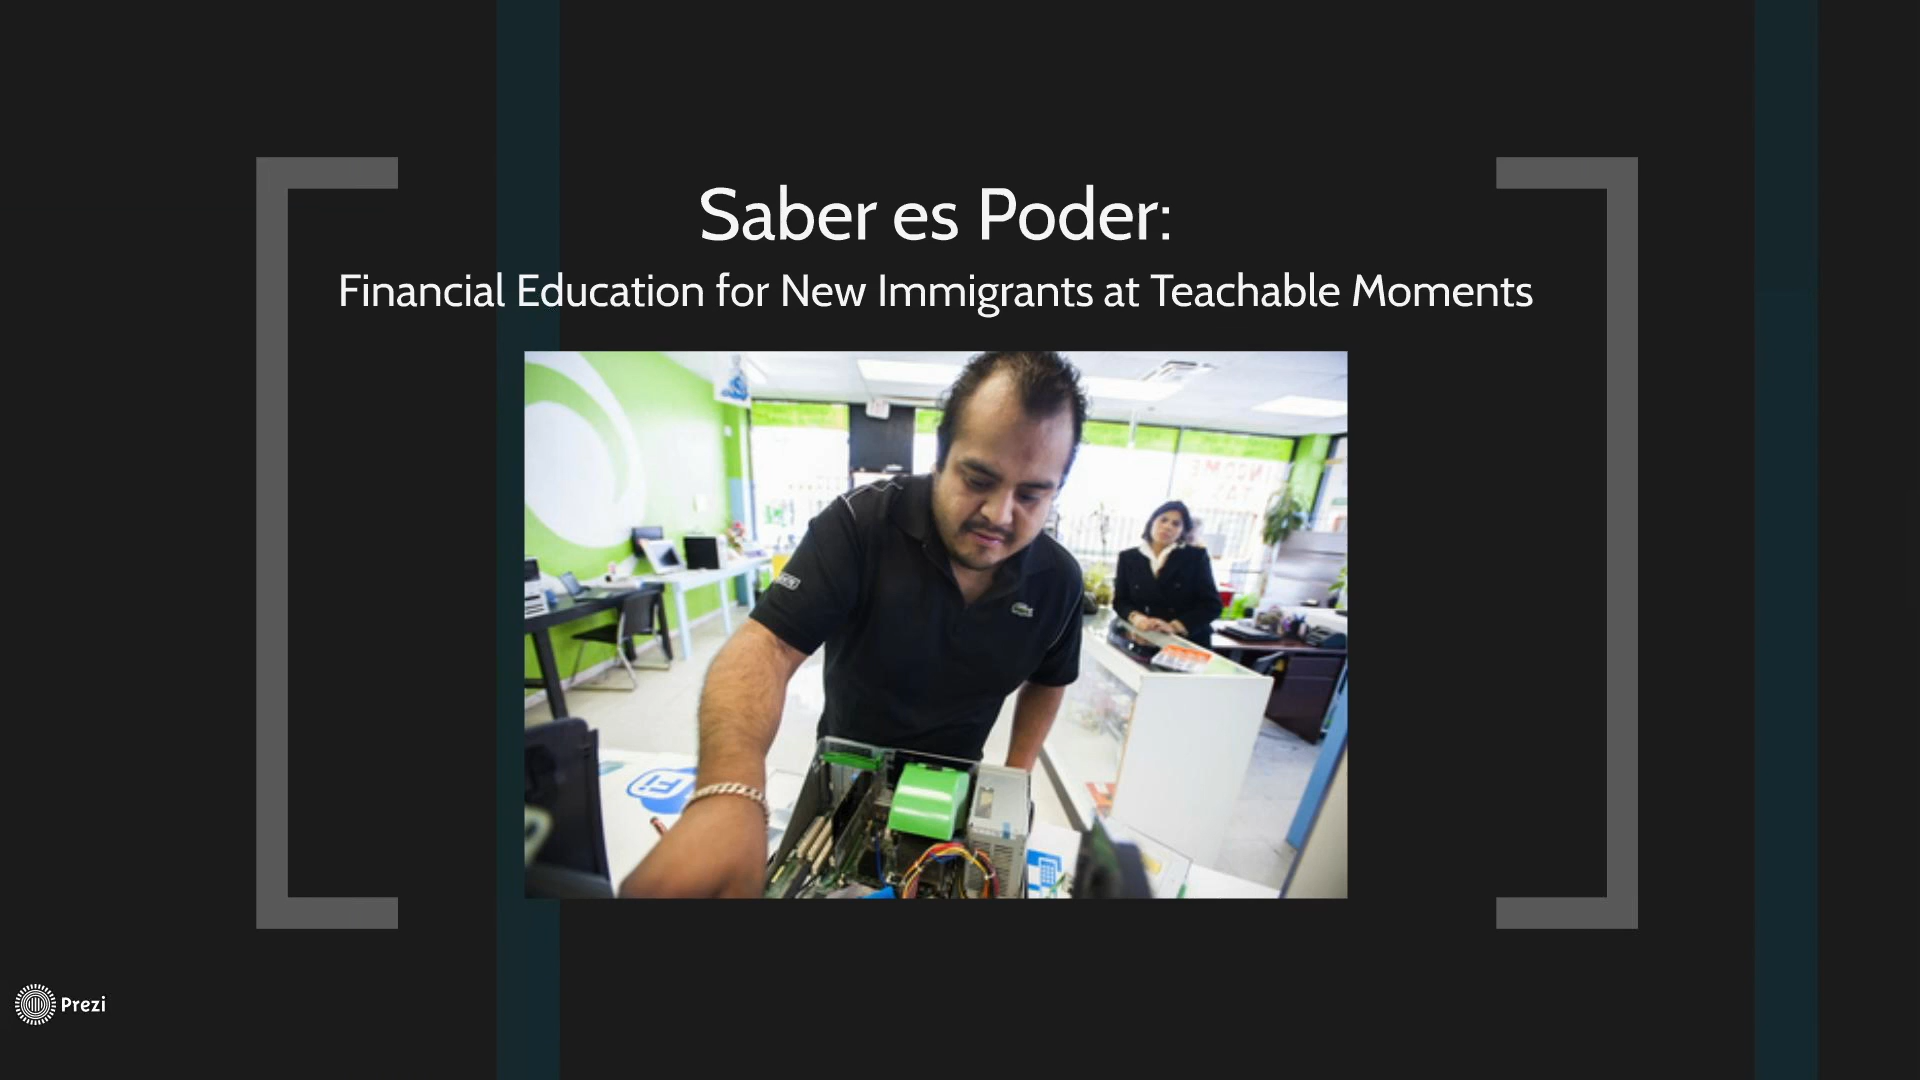 Saber es Poder:
Financial Education for New Immigrants at Teachable Moments
Prezi